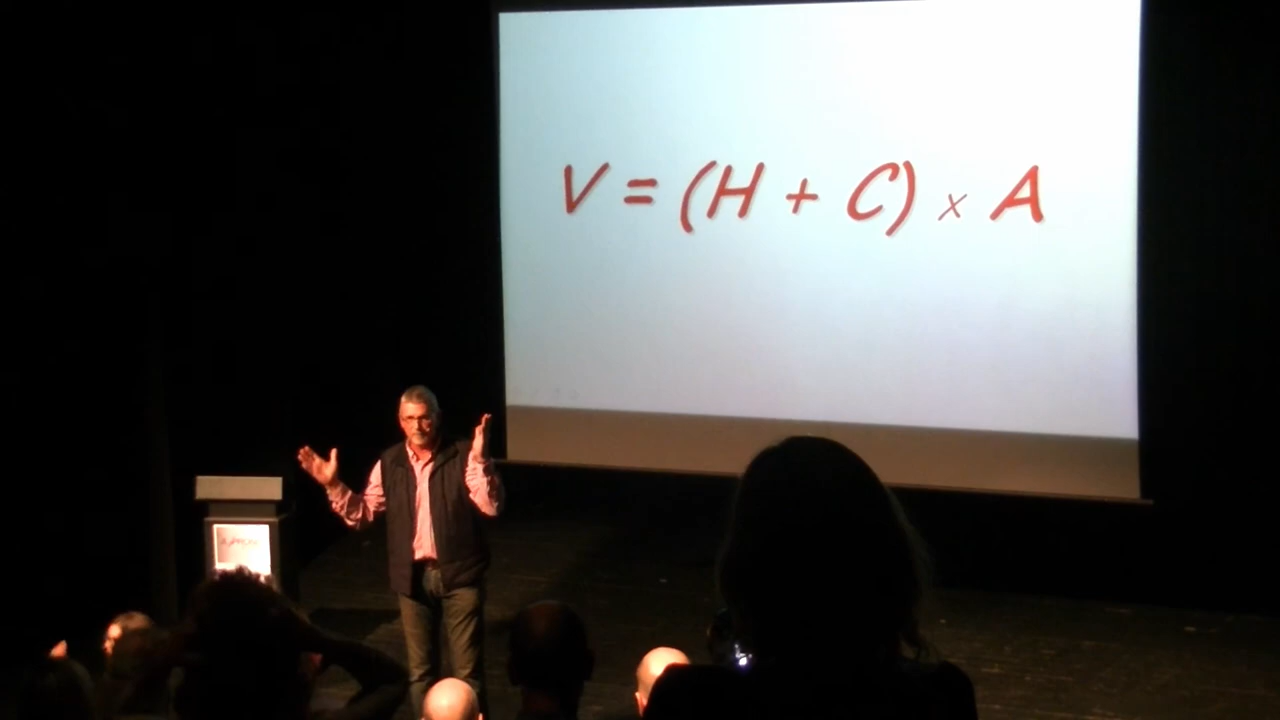 V = (H + C) x A